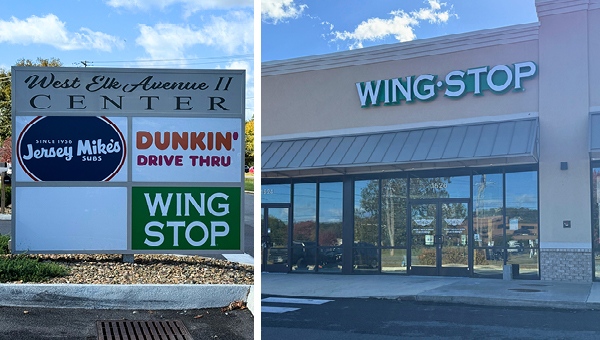 West Elk Avenue II
CENTER
SINCE 1956
Jersey Mike's
SUBS
DUNKIN'
DRIVE THRU
WING
STOP
WING·STOP